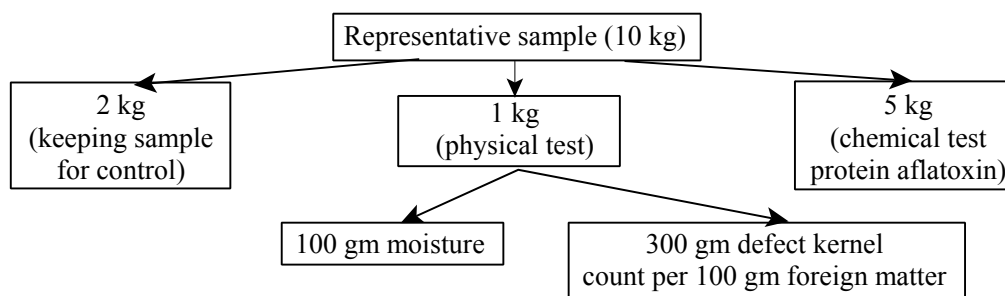 Representative sample (10 kg)
2 kg
(keeping sample
for control)
1 kg
(physical test)
5 kg
(chemical test
protein aflatoxin)
100 gm moisture
300 gm defect kernel
count per 100 gm foreign matter